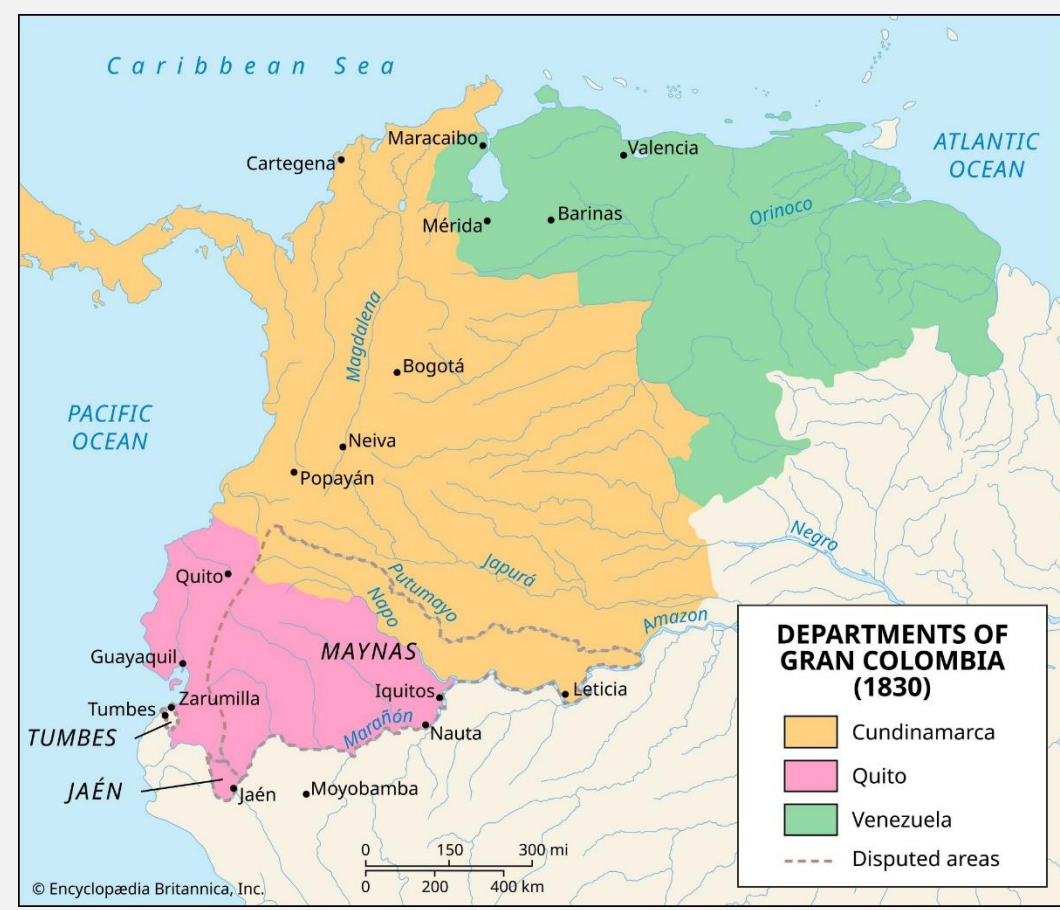 Caribbean Sea
Maracaibo
Cartegena
Valencia
ATLANTIC
OCEAN
Mérida
Barinas
Orinoco
Magdalena
Bogotá
PACIFIC
OCEAN
Neiva
Popayán
Negro
Quito
Japurá
Putumayo
Napo
Amazon
MAYNAS
Guayaquil
Iquitos
Leticia
Zarumilla
Tumbes
Marañón
Nauta
TUMBES
JAÉN
Jaén
Moyobamba
DEPARTMENTS OF
GRAN COLOMBIA
(1830)
Cundinamarca
Quito
Venezuela
Disputed areas
0 150 300 mi
0 200 400 km
© Encyclopædia Britannica, Inc.